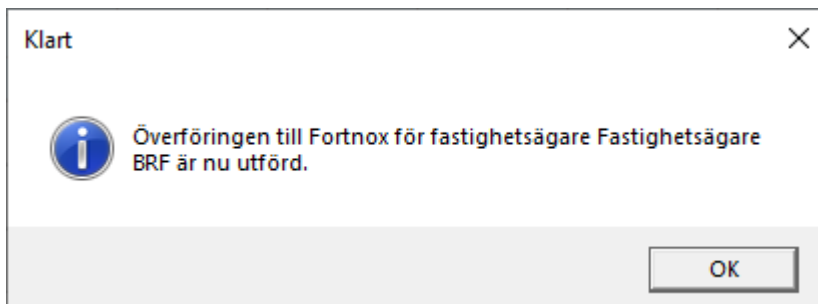 Klart
Överföringen till Fortnox för fastighetsägare Fastighetsägare
BRF är nu utförd.
OK